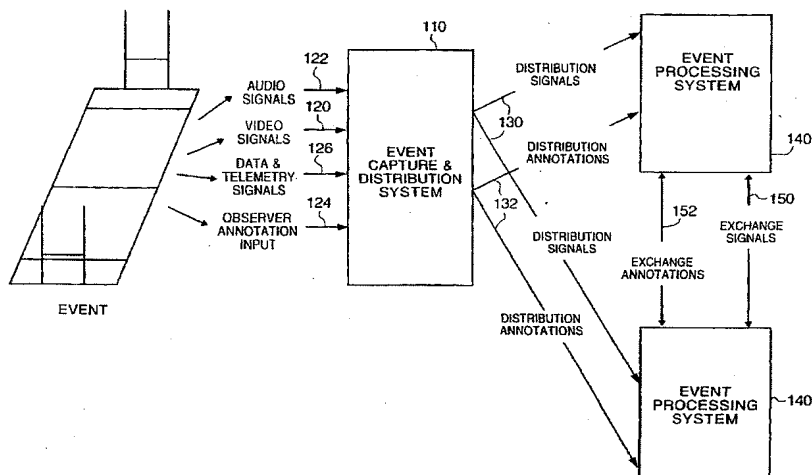 110
122
AUDIO
SIGNALS
120
VIDEO
SIGNALS
126
DATA &
TELEMETRY
SIGNALS
124
OBSERVER
ANNOTATION
INPUT
EVENT
EVENT
CAPTURE &
DISTRIBUTION
SYSTEM
DISTRIBUTION
SIGNALS
130
DISTRIBUTION
ANNOTATIONS
132
DISTRIBUTION
SIGNALS
DISTRIBUTION
ANNOTATIONS
EVENT
PROCESSING
SYSTEM
140
152
150
EXCHANGE
SIGNALS
EXCHANGE
ANNOTATIONS
EVENT
PROCESSING
SYSTEM
140